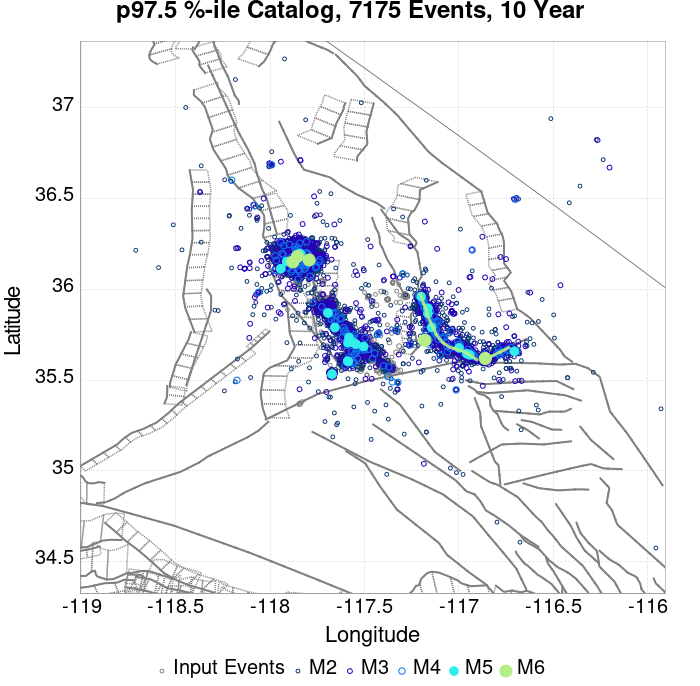 p97.5 %-ile Catalog, 7175 Events, 10 Year
37
36.5
36
35.5
35
34.5
Latitude
-119 -118.5 -118 -117.5 -117 -116.5 -116
Longitude
Input Events M2 M3 M4 M5 M6